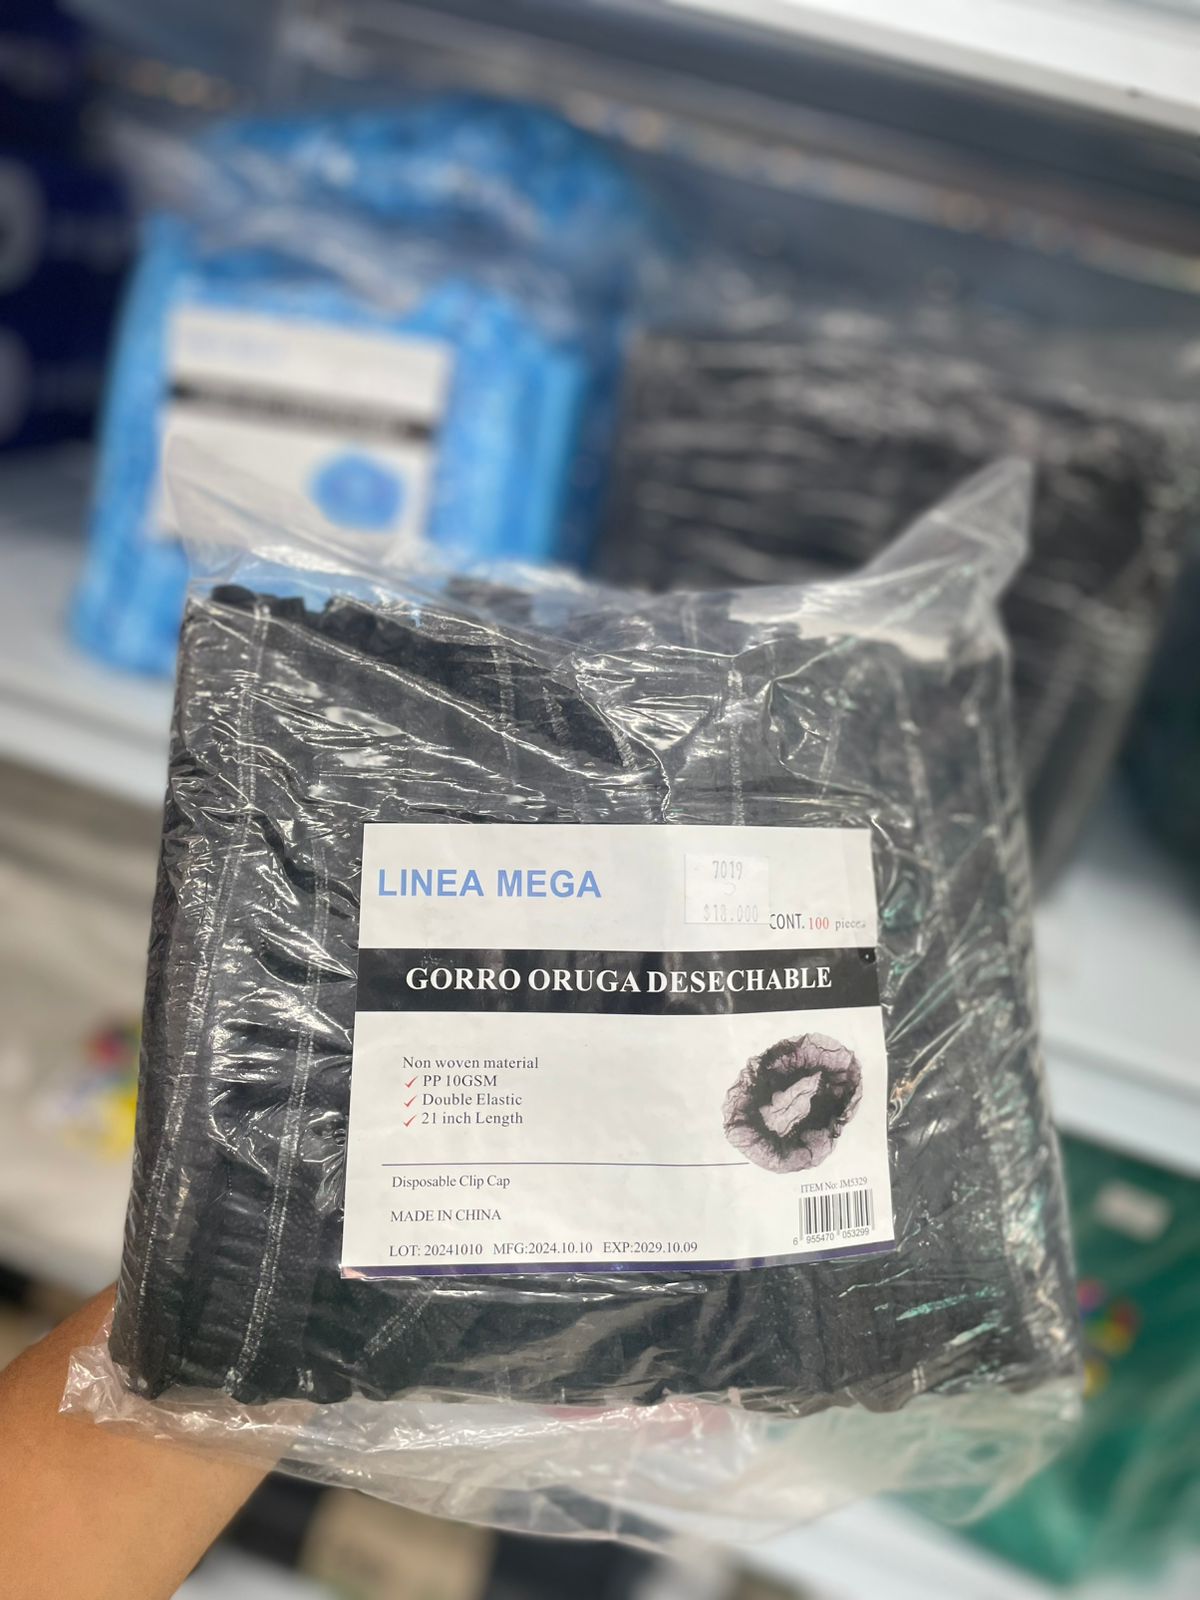 LINEA MEGA
7019
$18.000
CONT. 100 pieces
GORRO ORUGA DESECHABLE
Non woven material
✓ PP 10GSM
✓ Double Elastic
✓ 21 inch Length
Disposable Clip Cap
MADE IN CHINA
LOT: 20241010 MFG:2024.10.10 EXP:2029.10.09
ITEM No: JM5329
6 955470 053299